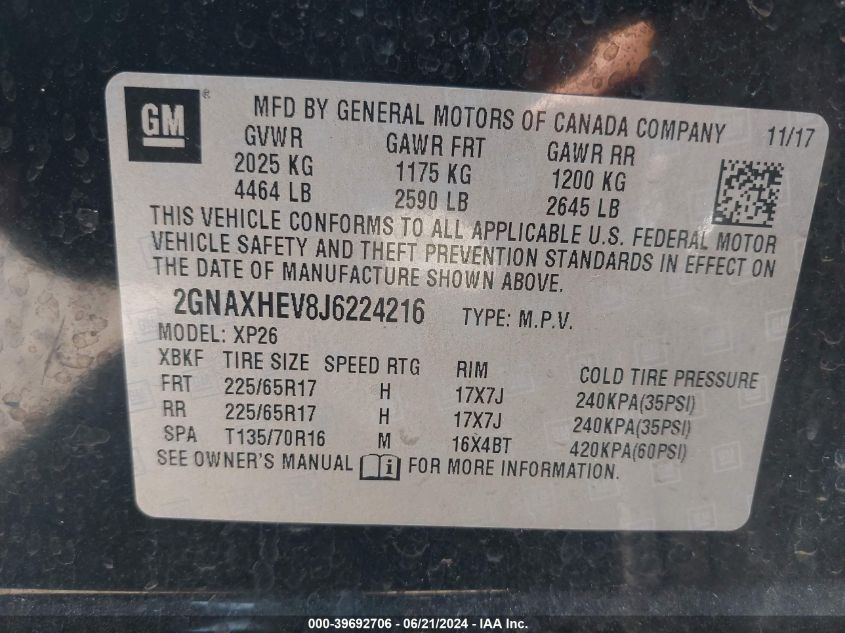 GM ®
MFD BY GENERAL MOTORS OF CANADA COMPANY 11/17
GVWR GAWR FRT GAWR RR
2025 KG 1175 KG 1200 KG
4464 LB 2590 LB 2645 LB
THIS VEHICLE CONFORMS TO ALL APPLICABLE U.S. FEDERAL MOTOR
VEHICLE SAFETY AND THEFT PREVENTION STANDARDS IN EFFECT ON
THE DATE OF MANUFACTURE SHOWN ABOVE.
2GNAXHEV8J6224216 TYPE: M.P.V.
MODEL: XP26
XBKF TIRE SIZE SPEED RTG RIM COLD TIRE PRESSURE
FRT 225/65R17 H 17X7J 240KPA(35PSI)
RR 225/65R17 H 17X7J 240KPA(35PSI)
SPA T135/70R16 M 16X4BT 420KPA(60PSI)
SEE OWNER'S MANUAL i FOR MORE INFORMATION.
000-39692706 - 06/21/2024 - IAA Inc.